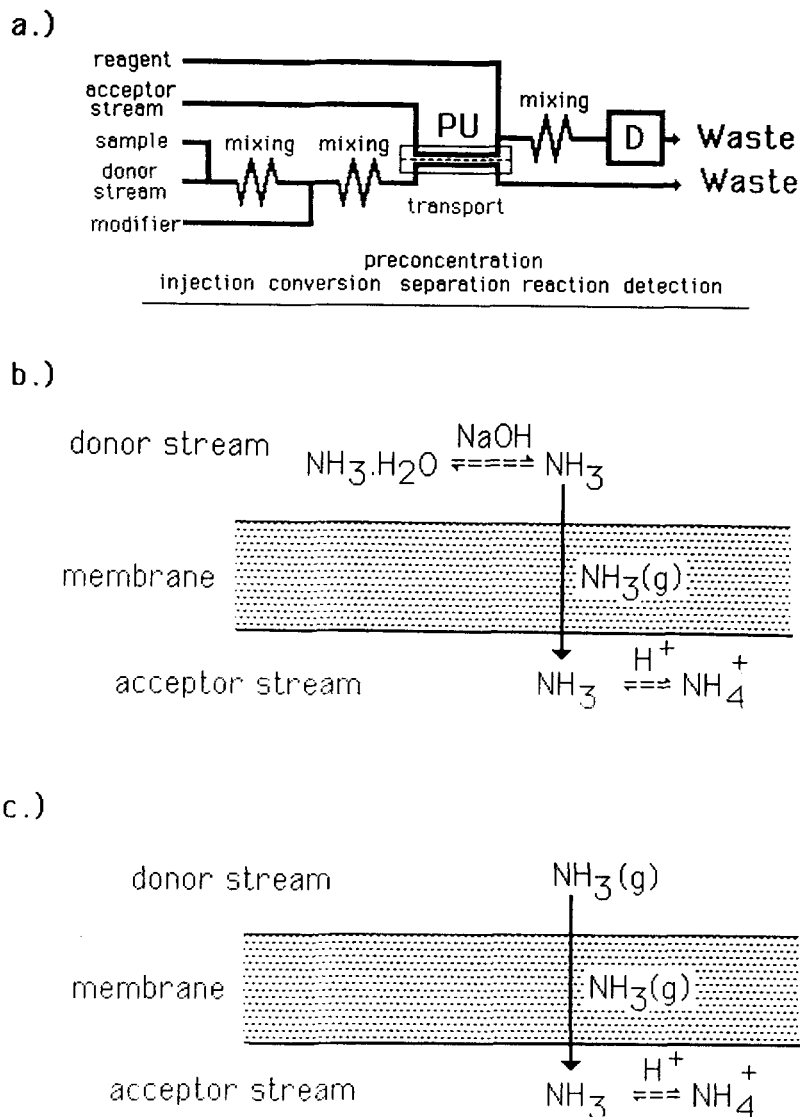 a.)
reagent
acceptor stream
sample
donor stream
modifier
mixing
mixing
PU
transport
mixing
D
Waste
Waste
preconcentration
injection conversion separation reaction detection
b.)
donor stream
NH3.H2O NaOH NH3
membrane
NH3(g)
acceptor stream
NH3 H+ NH4+
c.)
donor stream
NH3(g)
membrane
NH3(g)
acceptor stream
NH3 H+ NH4+